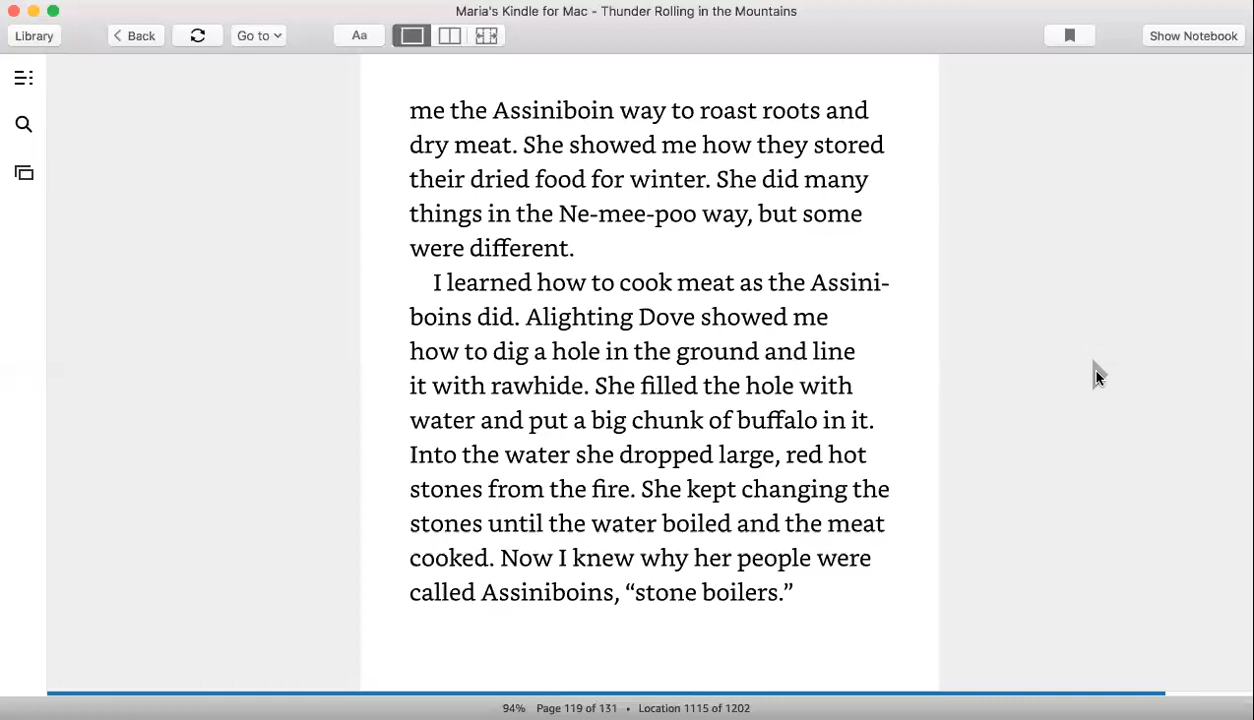 Maria's Kindle for Mac - Thunder Rolling in the Mountains
Library
Back
Go to
Aa
Show Notebook
me the Assiniboin way to roast roots and
dry meat. She showed me how they stored
their dried food for winter. She did many
things in the Ne-mee-poo way, but some
were different.
I learned how to cook meat as the Assini-
boins did. Alighting Dove showed me
how to dig a hole in the ground and line
it with rawhide. She filled the hole with
water and put a big chunk of buffalo in it.
Into the water she dropped large, red hot
stones from the fire. She kept changing the
stones until the water boiled and the meat
cooked. Now I knew why her people were
called Assiniboins, “stone boilers.”
94% Page 119 of 131 • Location 1115 of 1202